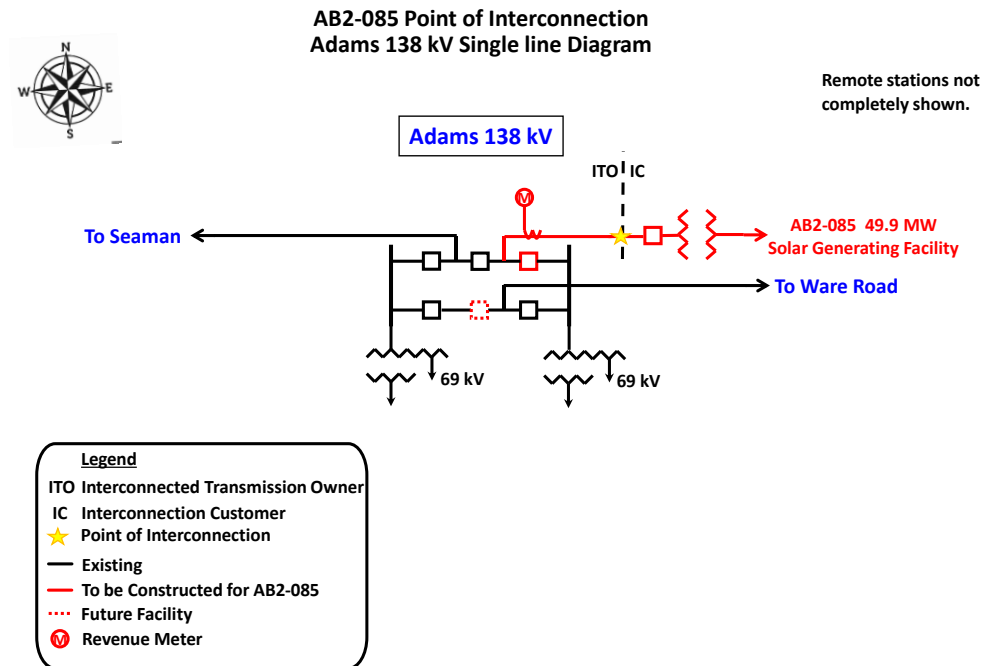 AB2-085 Point of Interconnection
Adams 138 kV Single line Diagram
N
W
E
S
Remote stations not
completely shown.
Adams 138 kV
ITO IC
M
To Seaman
AB2-085 49.9 MW
Solar Generating Facility
To Ware Road
69 kV
69 kV
Legend
ITO Interconnected Transmission Owner
IC Interconnection Customer
Point of Interconnection
Existing
To be Constructed for AB2-085
Future Facility
M Revenue Meter